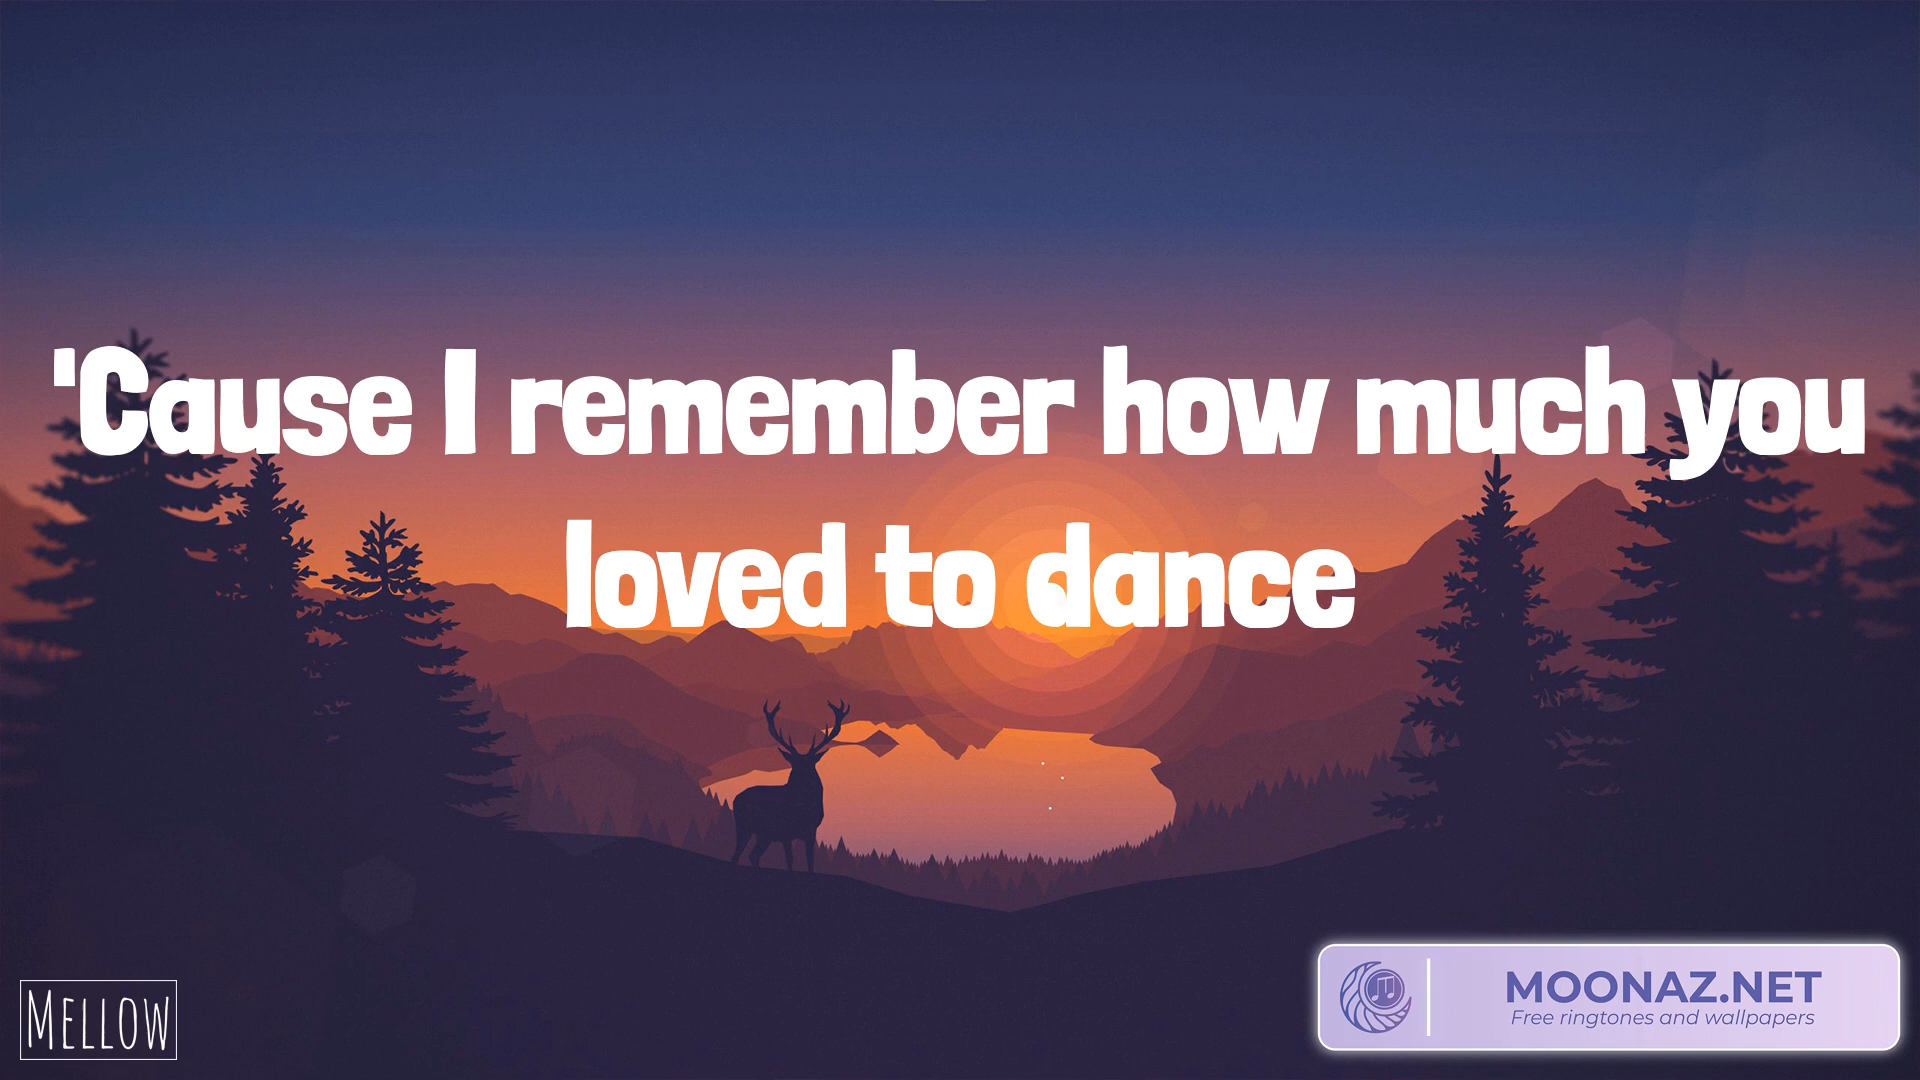 'Cause I remember how much you
loved to dance
MELLOW
MOONAZ.NET
Free ringtones and wallpapers